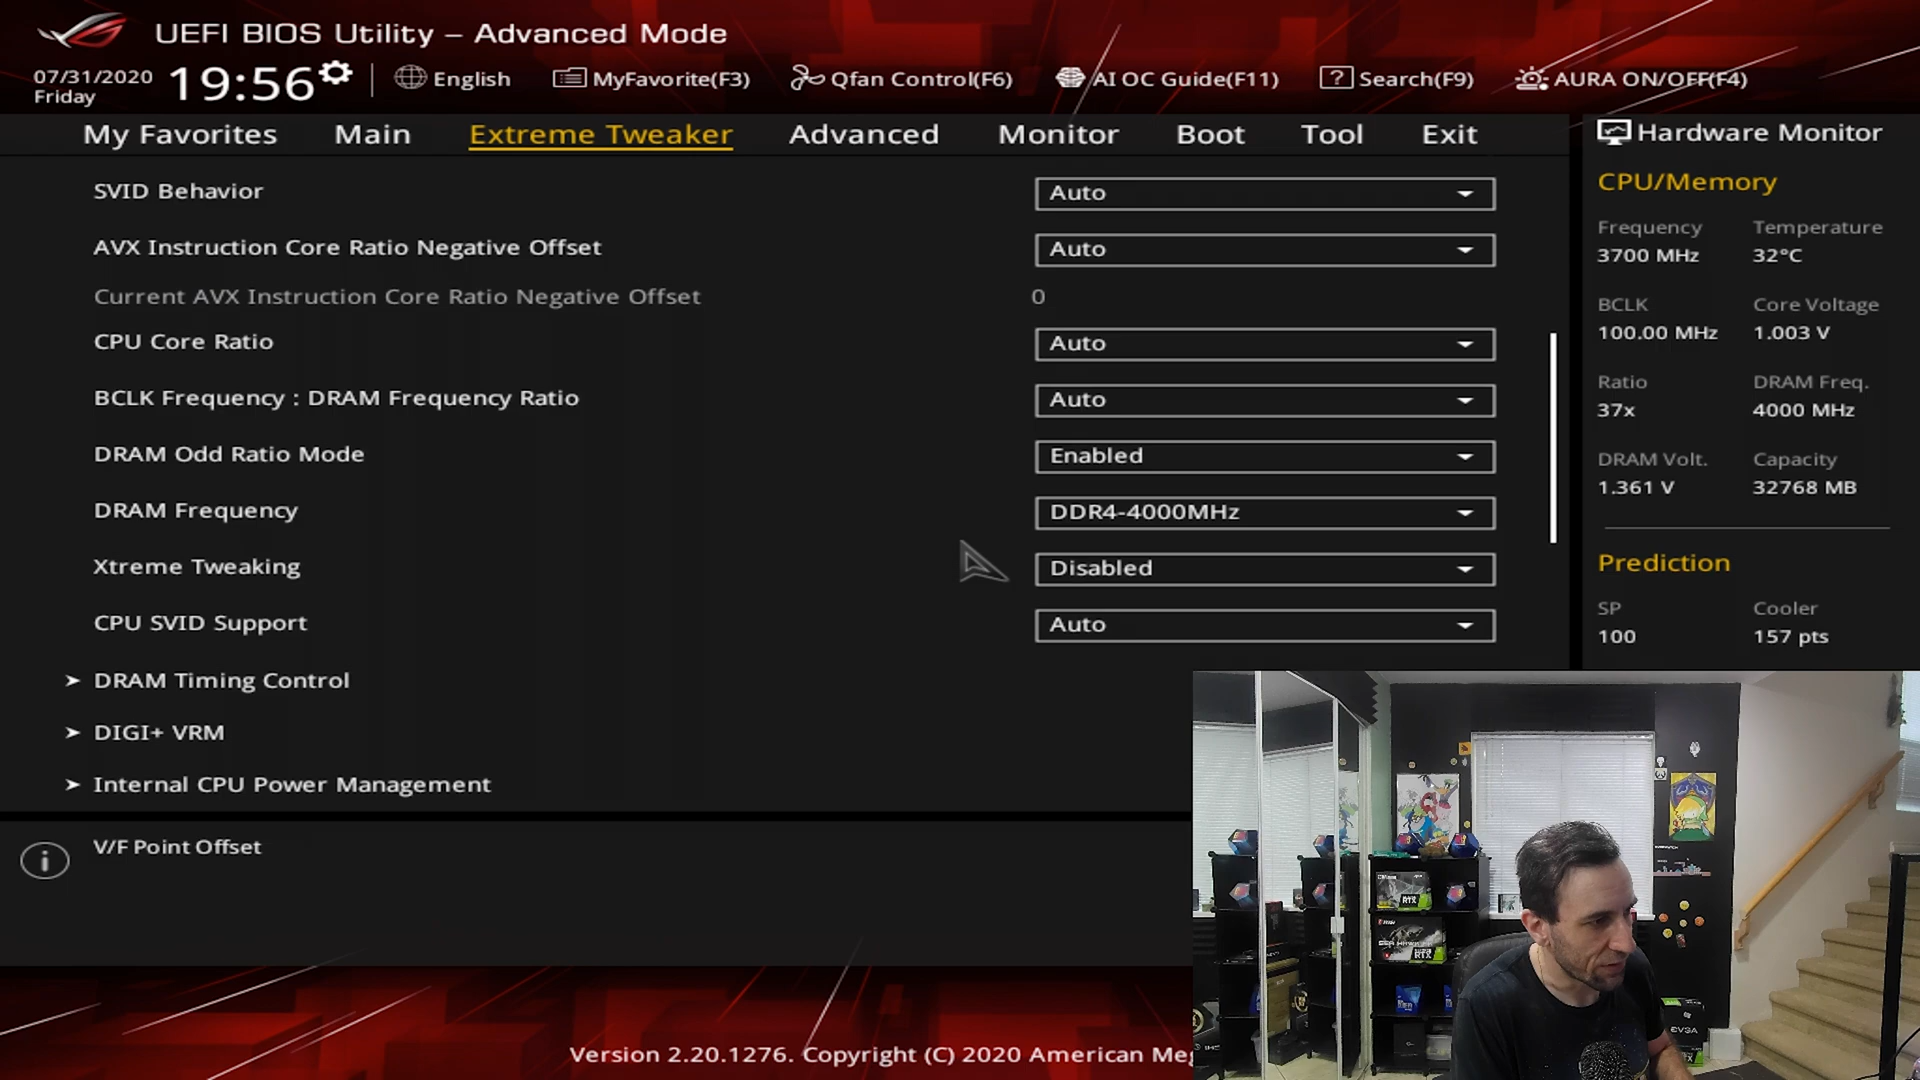 UEFI BIOS Utility – Advanced Mode
07/31/2020
Friday
19:56
English
MyFavorite(F3)
Qfan Control(F6)
AI OC Guide(F11)
? Search(F9)
AURA ON/OFF(F4)
My Favorites
Main
Extreme Tweaker
Advanced
Monitor
Boot
Tool
Exit
SVID Behavior
Auto
AVX Instruction Core Ratio Negative Offset
Auto
Current AVX Instruction Core Ratio Negative Offset
0
CPU Core Ratio
Auto
BCLK Frequency : DRAM Frequency Ratio
Auto
DRAM Odd Ratio Mode
Enabled
DRAM Frequency
DDR4-4000MHz
Xtreme Tweaking
Disabled
CPU SVID Support
Auto
DRAM Timing Control
DIGI+ VRM
Internal CPU Power Management
i V/F Point Offset
Hardware Monitor
CPU/Memory
Frequency Temperature
3700 MHz 32°C
BCLK Core Voltage
100.00 MHz 1.003 V
Ratio DRAM Freq.
37x 4000 MHz
DRAM Volt. Capacity
1.361 V 32768 MB
Prediction
SP Cooler
100 157 pts
RTX
RTX
EVGA
Version 2.20.1276. Copyright (C) 2020 American Me